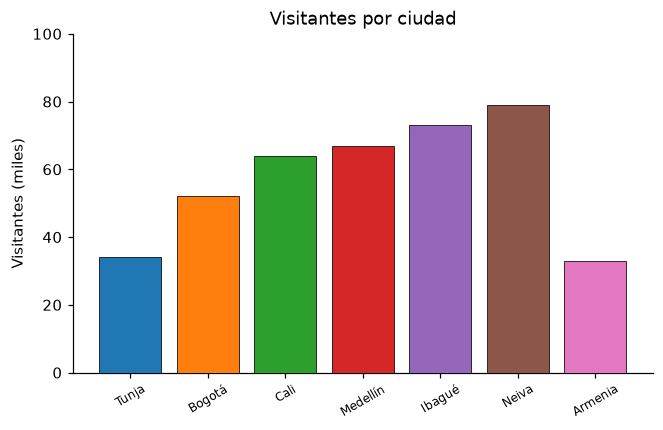 Visitantes por ciudad
Visitantes (miles)
100
80
60
40
20
0
Tunja
Bogotá
Cali
Medellín
Ibagué
Neiva
Armenia